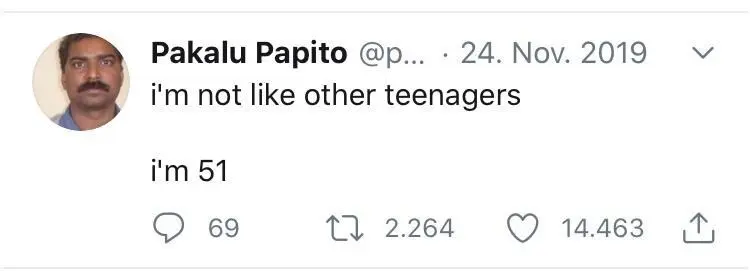 Pakalu Papito @p... · 24. Nov. 2019
i'm not like other teenagers
i'm 51
69 2.264 14.463